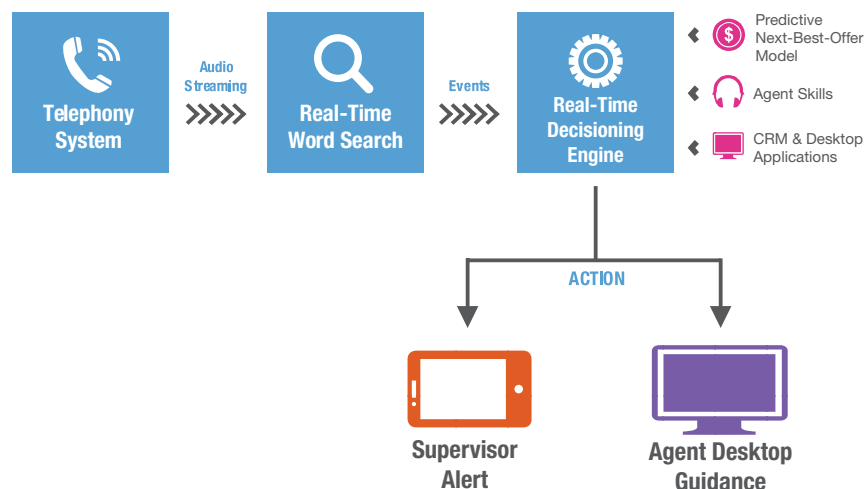 Telephony
System
Audio
Streaming
Real-Time
Word Search
Events
Real-Time
Decisioning
Engine
$
Predictive
Next-Best-Offer
Model
Agent Skills
CRM & Desktop
Applications
ACTION
Supervisor
Alert
Agent Desktop
Guidance